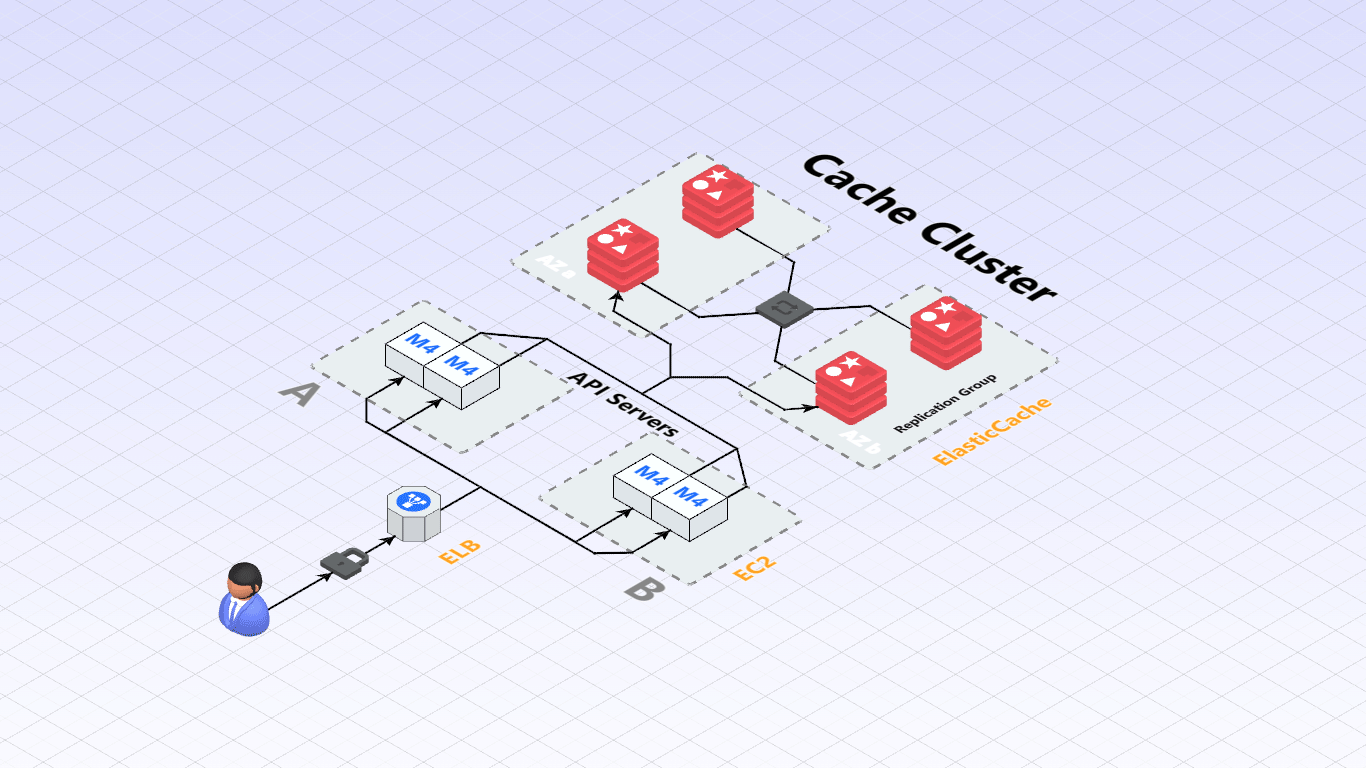 Cache Cluster
AZ a
M4
M4
A
API Servers
AZ b
Replication Group
ElasticCache
M4
M4
ELB
EC2
B